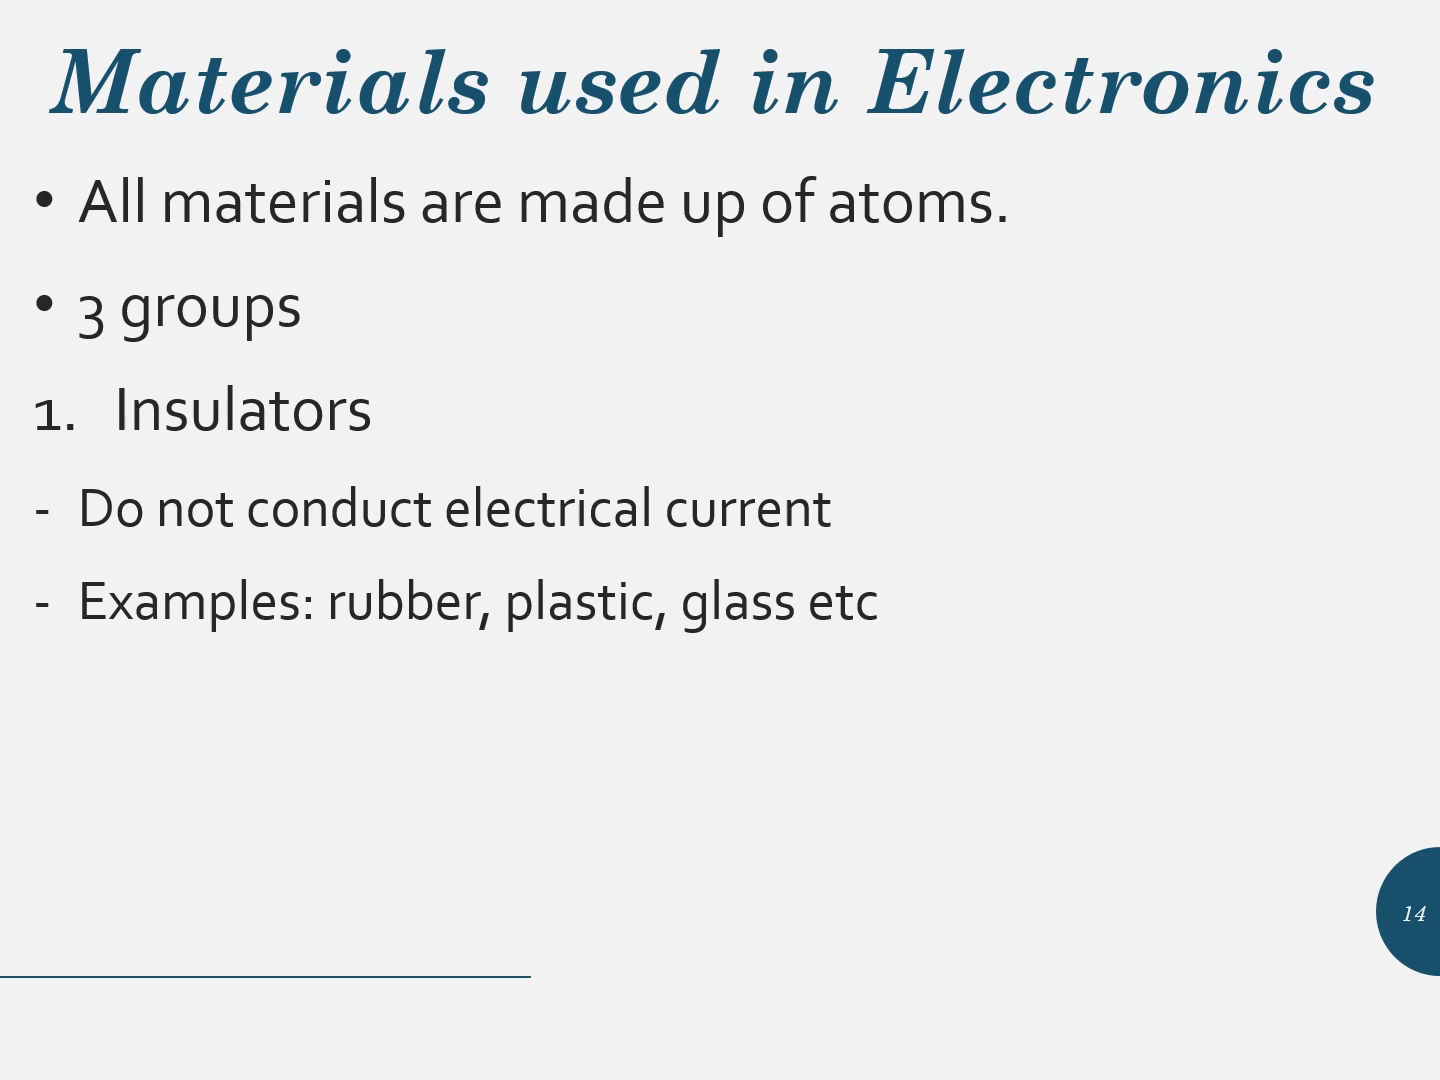 Materials used in Electronics
• All materials are made up of atoms.
• 3 groups
1. Insulators
- Do not conduct electrical current
- Examples: rubber, plastic, glass etc
14